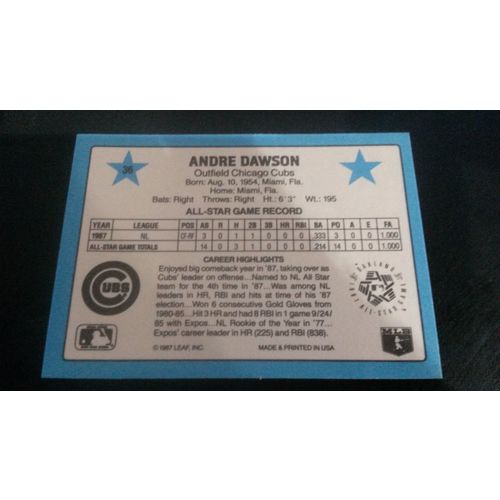 36
ANDRE DAWSON
Outfield Chicago Cubs
Born: Aug. 10, 1954, Miami, Fla.
Home: Miami, Fla.
Bats: Right Throws: Right Ht.: 6'3" Wt.: 195
ALL-STAR GAME RECORD
YEAR LEAGUE POS AB R H 2B 3B HR RBI BA PO A E FA
1987 NL CF-RF 3 0 1 1 0 0 0 .333 3 0 0 1.000
ALL-STAR GAME TOTALS 14 0 3 1 0 0 0 .214 14 0 0 1.000
CAREER HIGHLIGHTS
Enjoyed big comeback year in '87, taking over as
Cubs' leader on offense...Named to NL All Star
team for the 4th time in '87...Was among NL
leaders in HR, RBI and hits at time of his '87
election...Won 6 consecutive Gold Gloves from
1980-85...Hit 3 HR and had 8 RBI in 1 game 9/24/
85 with Expos...NL Rookie of the Year in '77...
Expos' career leader in HR (225) and RBI (838).
CUBS
OAKLAND
ALL-STAR GAME
© 1987 LEAF, INC. MADE & PRINTED IN USA